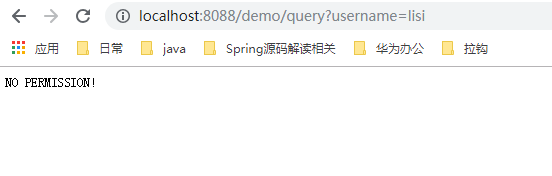 localhost:8088/demo/query?username=lisi
应用 日常 java Spring源码解读相关 华为办公 拉钩
NO PERMISSION!